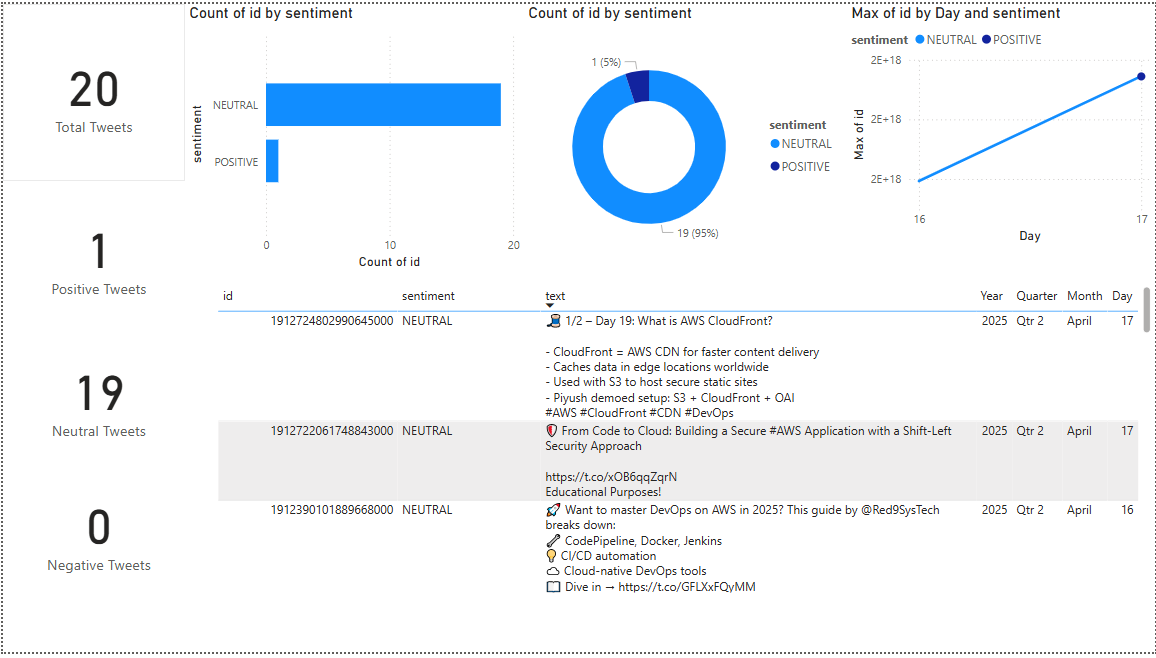 20
Total Tweets
1
Positive Tweets
19
Neutral Tweets
0
Negative Tweets
Count of id by sentiment
sentiment
NEUTRAL
POSITIVE
0 10 20
Count of id
Count of id by sentiment
1 (5%)
19 (95%)
sentiment
NEUTRAL
POSITIVE
Max of id by Day and sentiment
sentiment NEUTRAL POSITIVE
2E+18
2E+18
2E+18
Max of id
16 17
Day
id sentiment text Year Quarter Month Day
1912724802990645000 NEUTRAL 🧵 1/2 – Day 19: What is AWS CloudFront? 2025 Qtr 2 April 17
- CloudFront = AWS CDN for faster content delivery
- Caches data in edge locations worldwide
- Used with S3 to host secure static sites
- Piyush demoed setup: S3 + CloudFront + OAI
#AWS #CloudFront #CDN #DevOps
1912722061748843000 NEUTRAL 🛡 From Code to Cloud: Building a Secure #AWS Application with a Shift-Left 2025 Qtr 2 April 17
Security Approach
https://t.co/xOB6qqZqrN
Educational Purposes!
1912390101889668000 NEUTRAL 🚀 Want to master DevOps on AWS in 2025? This guide by @Red9SysTech 2025 Qtr 2 April 16
breaks down:
🔧 CodePipeline, Docker, Jenkins
💡 CI/CD automation
☁ Cloud-native DevOps tools
📖 Dive in → https://t.co/GFLXxFQyMM